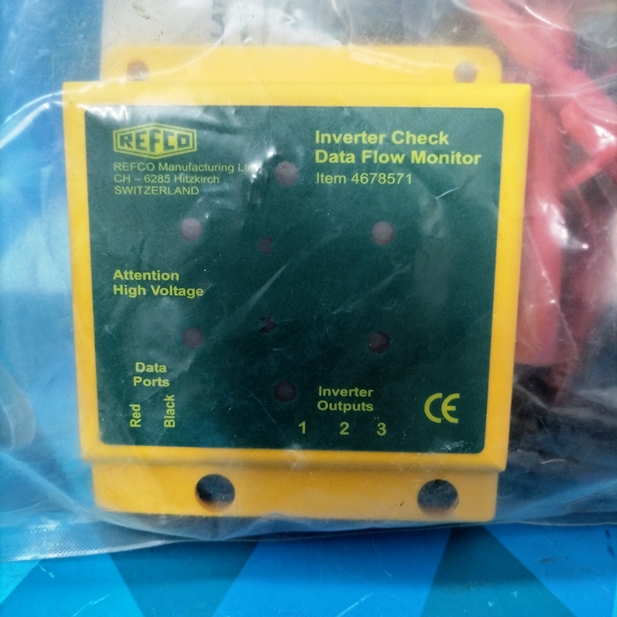 REFCO
REFCO Manufacturing Lt
CH – 6285 Hitzkirch
SWITZERLAND
Inverter Check
Data Flow Monitor
Item 4678571
Attention
High Voltage
Data
Ports
Red
Black
Inverter
Outputs
1 2 3
CE